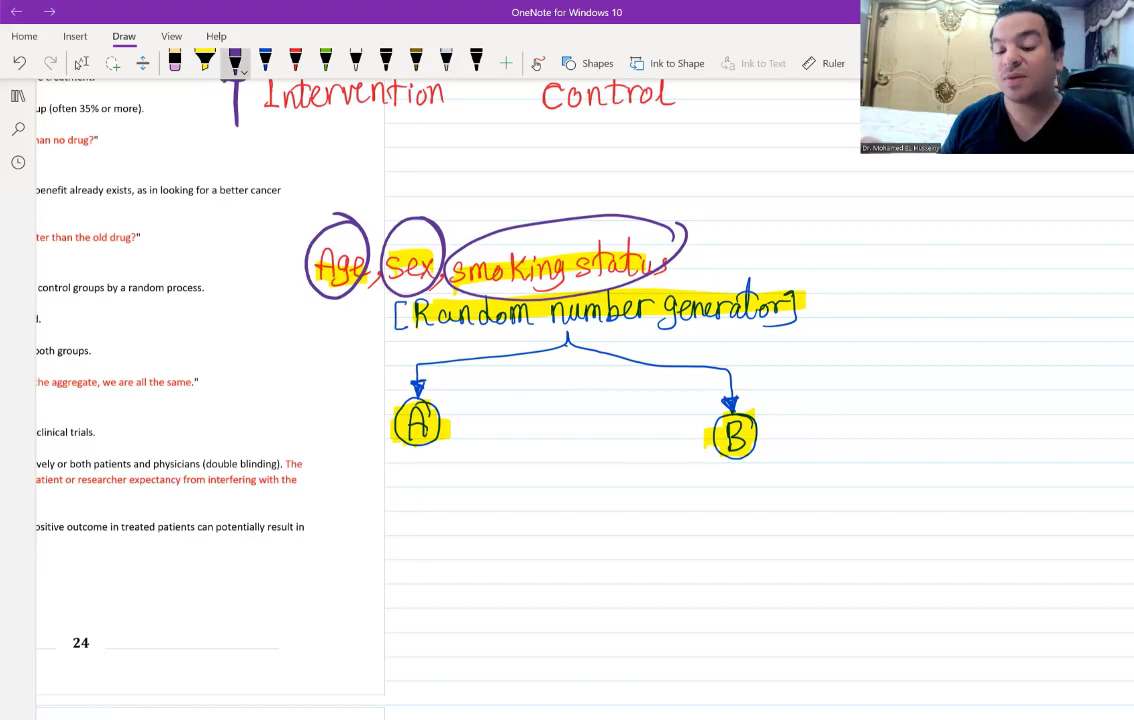 OneNote for Windows 10
Home Insert Draw View Help
Shapes Ink to Shape Ink to Text Ruler
Dr. Mohamed EL Husseiny
Intervention Control
up (often 35% or more).
han no drug?"
benefit already exists, as in looking for a better cancer
ter than the old drug?"
control groups by a random process.
d.
both groups.
the aggregate, we are all the same."
clinical trials.
vely or both patients and physicians (double blinding). The
atient or researcher expectancy from interfering with the
ositive outcome in treated patients can potentially result in
24
Age, sex, smoking status
[Random number generator]
A B